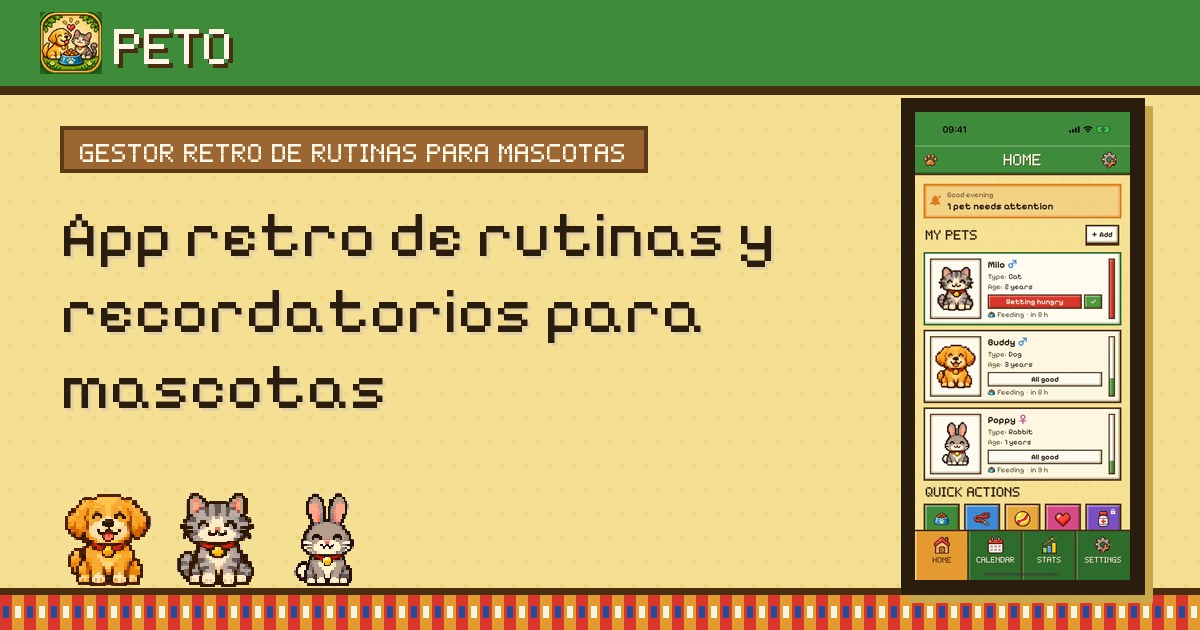 PETO
GESTOR RETRO DE RUTINAS PARA MASCOTAS
App retro de rutinas y
recordatorios para
mascotas
09:41
HOME
Good evening
1 pet needs attention
MY PETS
+ Add
Milo ♂
Type: Cat
Age: 2 years
Getting hungry
Feeding · in 8 h
Buddy ♂
Type: Dog
Age: 3 years
All good
Feeding · in 8 h
Poppy ♀
Type: Rabbit
Age: 1 years
All good
Feeding · in 9 h
QUICK ACTIONS
HOME
CALENDAR
STATS
SETTINGS